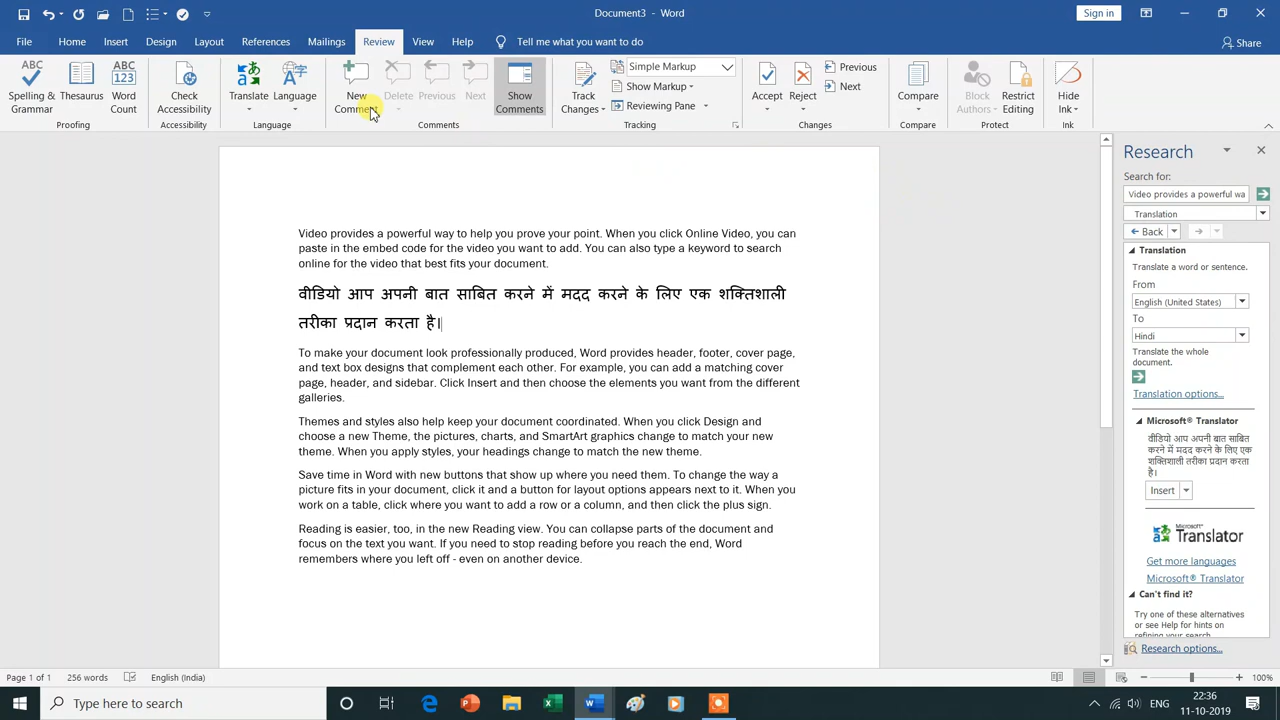 Document3 - Word
Sign in
File Home Insert Design Layout References Mailings Review View Help Tell me what you want to do Share
Spelling & Grammar
Thesaurus
ABC 123 Word Count
Proofing
Check Accessibility
Accessibility
Translate
Language
Language
New Comment
Delete
Previous
Next
Show Comments
Comments
Track Changes
Simple Markup
Show Markup
Reviewing Pane
Tracking
Accept
Reject
Previous
Next
Changes
Compare
Compare
Block Authors
Restrict Editing
Protect
Hide Ink
Ink
Video provides a powerful way to help you prove your point. When you click Online Video, you can
paste in the embed code for the video you want to add. You can also type a keyword to search
online for the video that best fits your document.
वीडियो आप अपनी बात साबित करने में मदद करने के लिए एक शक्तिशाली
तरीका प्रदान करता है।
To make your document look professionally produced, Word provides header, footer, cover page,
and text box designs that complement each other. For example, you can add a matching cover
page, header, and sidebar. Click Insert and then choose the elements you want from the different
galleries.
Themes and styles also help keep your document coordinated. When you click Design and
choose a new Theme, the pictures, charts, and SmartArt graphics change to match your new
theme. When you apply styles, your headings change to match the new theme.
Save time in Word with new buttons that show up where you need them. To change the way a
picture fits in your document, click it and a button for layout options appears next to it. When you
work on a table, click where you want to add a row or a column, and then click the plus sign.
Reading is easier, too, in the new Reading view. You can collapse parts of the document and
focus on the text you want. If you need to stop reading before you reach the end, Word
remembers where you left off - even on another device.
Research
Search for:
Video provides a powerful wa
Translation
Back
Translation
Translate a word or sentence.
From
English (United States)
To
Hindi
Translate the whole
document.
Translation options...
Microsoft® Translator
वीडियो आप अपनी बात साबित
करने में मदद करने के लिए एक
शक्तिशाली तरीका प्रदान करता है
।
Insert
Microsoft®
Translator
Get more languages
Microsoft® Translator
Can't find it?
Try one of these alternatives
or see Help for hints on
refining your search.
Research options...
Page 1 of 1 256 words English (India) 100%
Type here to search
ENG
22:36
11-10-2019